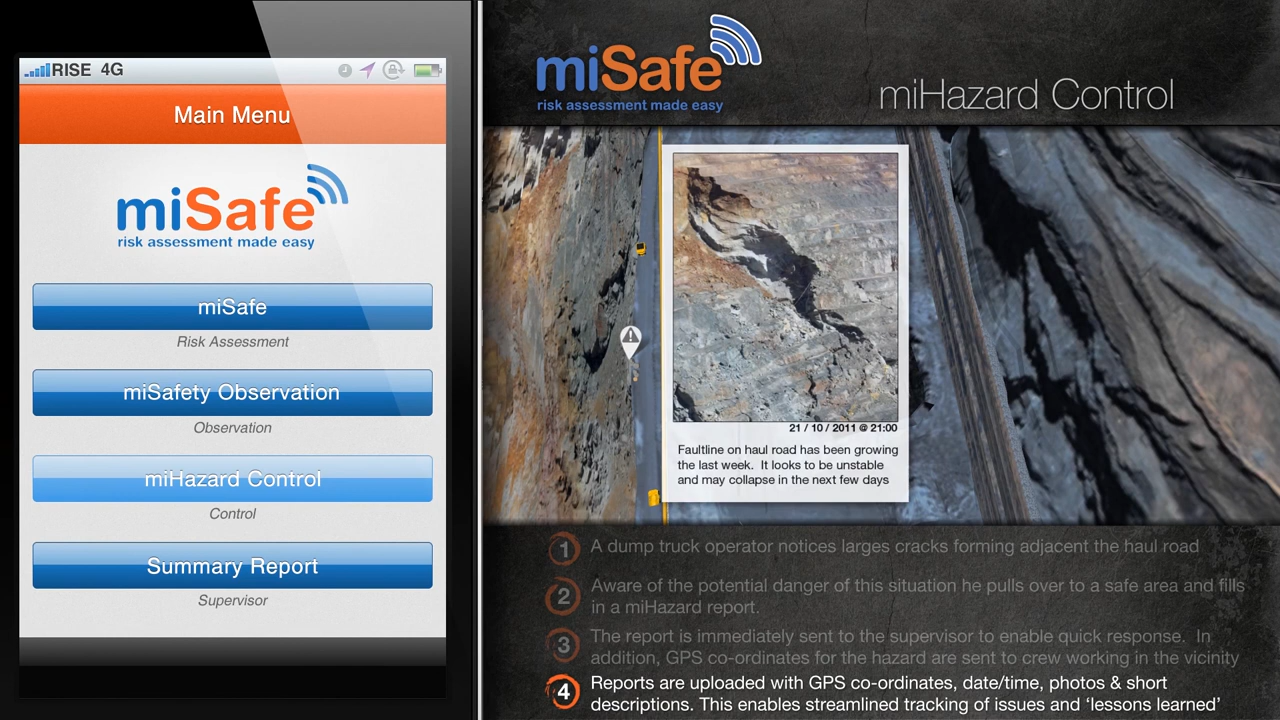 RISE 4G
Main Menu
miSafe
risk assessment made easy
miSafe
Risk Assessment
miSafety Observation
Observation
miHazard Control
Control
Summary Report
Supervisor
miSafe
risk assessment made easy
miHazard Control
21 / 10 / 2011 @ 21:00
Faultline on haul road has been growing
the last week. It looks to be unstable
and may collapse in the next few days
1 A dump truck operator notices larges cracks forming adjacent the haul road
2 Aware of the potential danger of this situation he pulls over to a safe area and fills
in a miHazard report.
3 The report is immediately sent to the supervisor to enable quick response. In
addition, GPS co-ordinates for the hazard are sent to crew working in the vicinity
4 Reports are uploaded with GPS co-ordinates, date/time, photos & short
descriptions. This enables streamlined tracking of issues and ‘lessons learned’